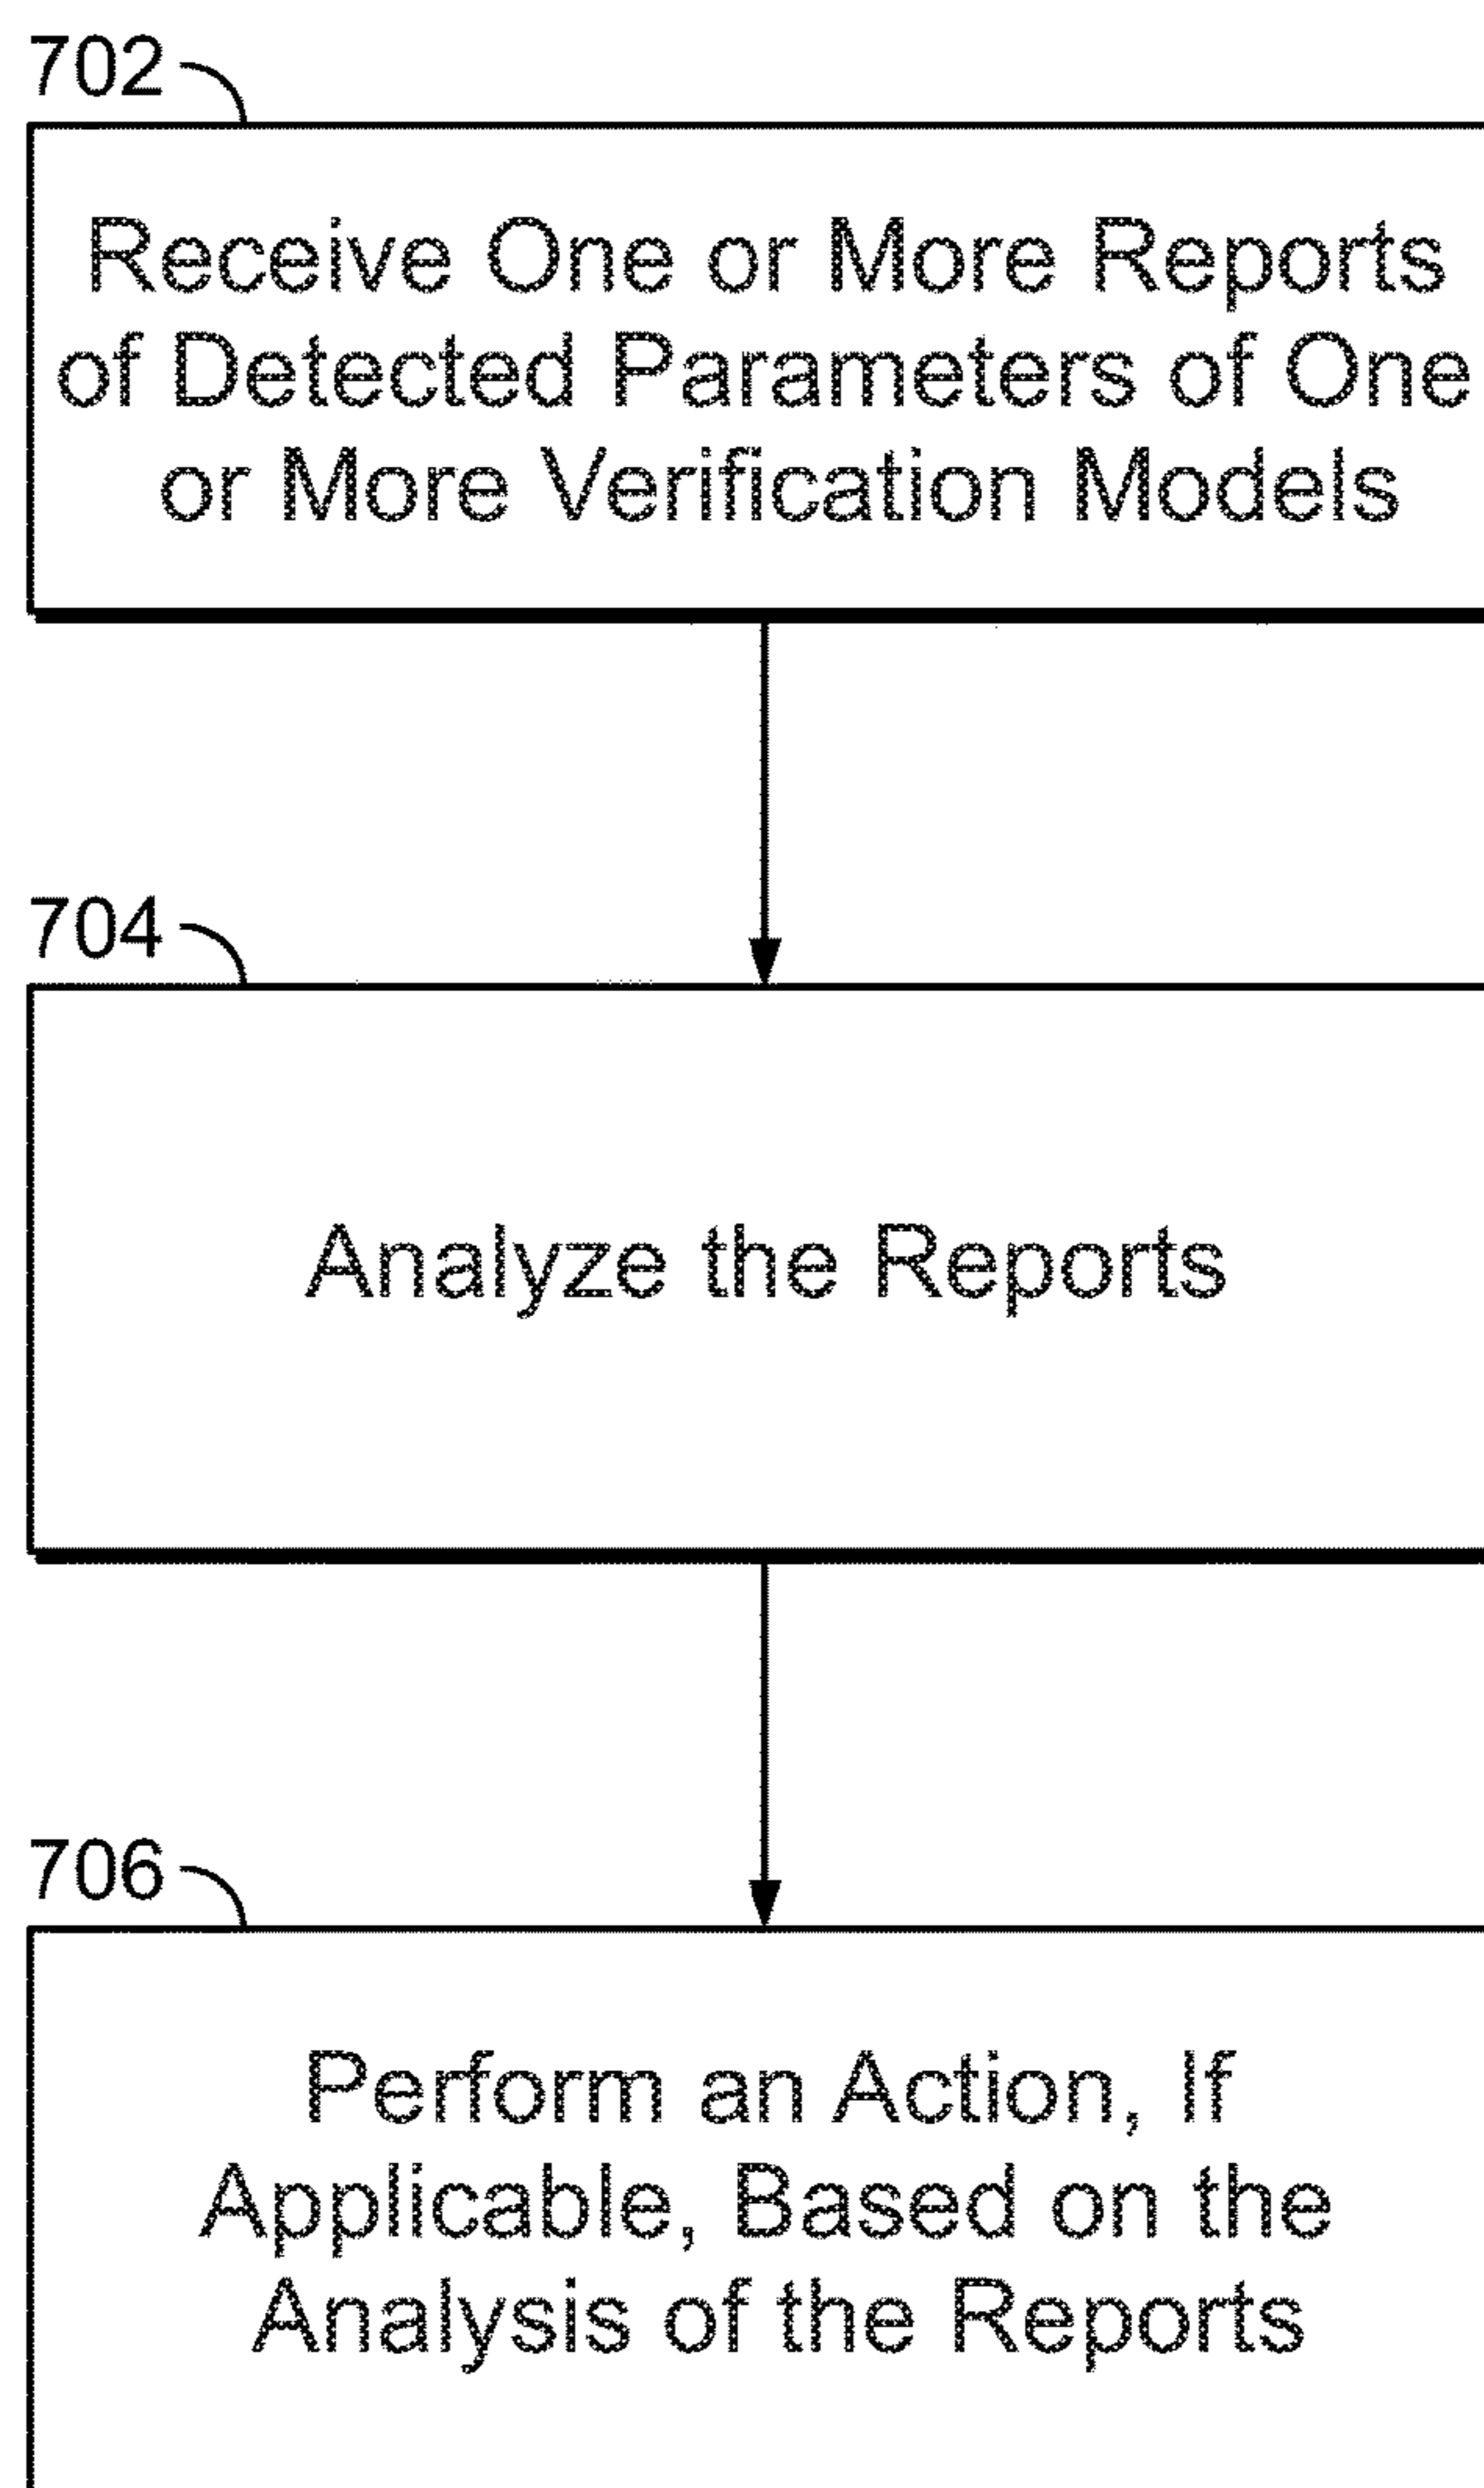 702
Receive One or More Reports
of Detected Parameters of One
or More Verification Models
704
Analyze the Reports
706
Perform an Action, If
Applicable, Based on the
Analysis of the Reports